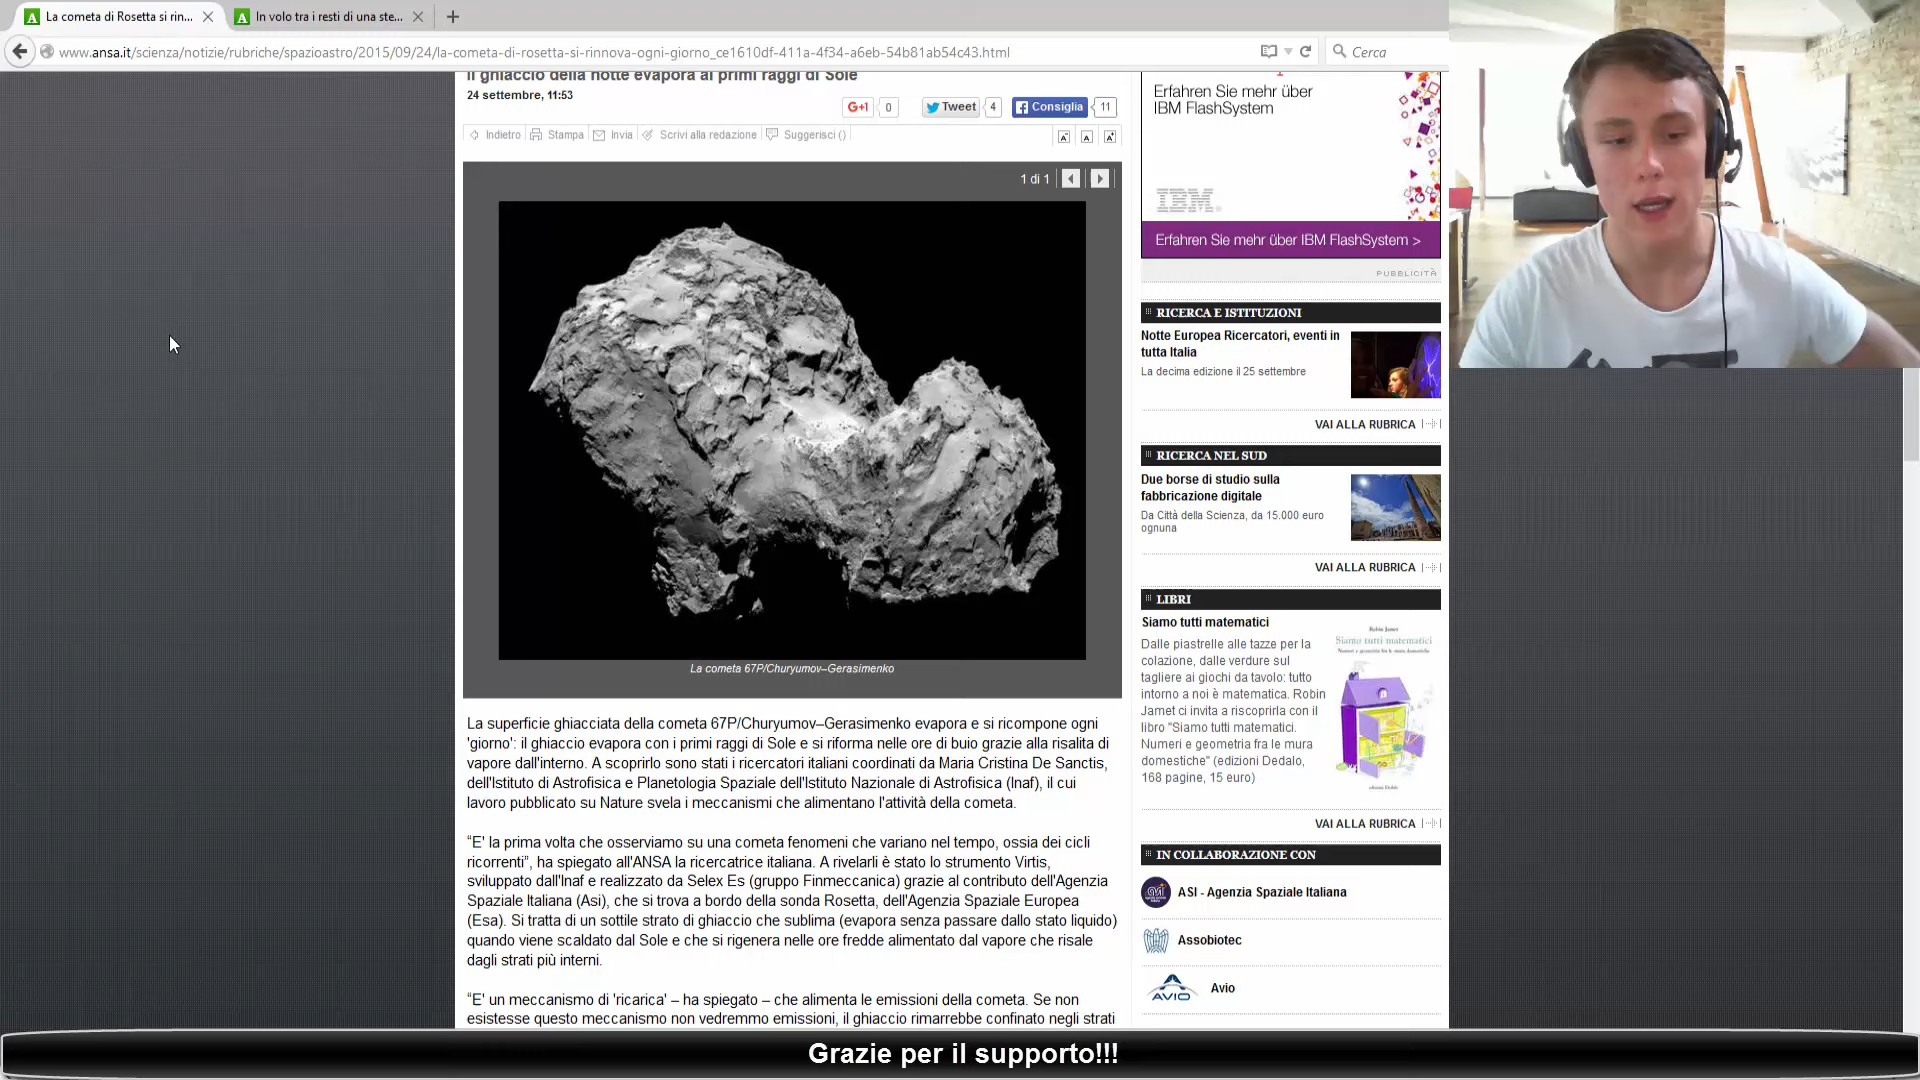 La cometa di Rosetta si rin...
In volo tra i resti di una ste...
www.ansa.it/scienza/notizie/rubriche/spazioastro/2015/09/24/la-cometa-di-rosetta-si-rinnova-ogni-giorno_ce1610df-411a-4f34-a6eb-54b81ab54c43.html
Cerca
Il ghiaccio della notte evapora ai primi raggi di Sole
24 settembre, 11:53
G+1 0 Tweet 4 Consiglia 11
Indietro Stampa Invia Scrivi alla redazione Suggerisci ()
A A A
1 di 1
La cometa 67P/Churyumov–Gerasimenko
La superficie ghiacciata della cometa 67P/Churyumov–Gerasimenko evapora e si ricompone ogni
'giorno': il ghiaccio evapora con i primi raggi di Sole e si riforma nelle ore di buio grazie alla risalita di
vapore dall'interno. A scoprirlo sono stati i ricercatori italiani coordinati da Maria Cristina De Sanctis,
dell'Istituto di Astrofisica e Planetologia Spaziale dell'Istituto Nazionale di Astrofisica (Inaf), il cui
lavoro pubblicato su Nature svela i meccanismi che alimentano l'attività della cometa.
“E' la prima volta che osserviamo su una cometa fenomeni che variano nel tempo, ossia dei cicli
ricorrenti”, ha spiegato all'ANSA la ricercatrice italiana. A rivelarli è stato lo strumento Virtis,
sviluppato dall'Inaf e realizzato da Selex Es (gruppo Finmeccanica) grazie al contributo dell'Agenzia
Spaziale Italiana (Asi), che si trova a bordo della sonda Rosetta, dell'Agenzia Spaziale Europea
(Esa). Si tratta di un sottile strato di ghiaccio che sublima (evapora senza passare dallo stato liquido)
quando viene scaldato dal Sole e che si rigenera nelle ore fredde alimentato dal vapore che risale
dagli strati più interni.
“E' un meccanismo di 'ricarica' – ha spiegato – che alimenta le emissioni della cometa. Se non
esistesse questo meccanismo non vedremmo emissioni, il ghiaccio rimarrebbe confinato negli strati
Erfahren Sie mehr über
IBM FlashSystem
IBM
Erfahren Sie mehr über IBM FlashSystem >
PUBBLICITÀ
RICERCA E ISTITUZIONI
Notte Europea Ricercatori, eventi in
tutta Italia
La decima edizione il 25 settembre
VAI ALLA RUBRICA
RICERCA NEL SUD
Due borse di studio sulla
fabbricazione digitale
Da Città della Scienza, da 15.000 euro
ognuna
VAI ALLA RUBRICA
LIBRI
Siamo tutti matematici
Dalle piastrelle alle tazze per la
colazione, dalle verdure sul
tagliere ai giochi da tavolo: tutto
intorno a noi è matematica. Robin
Jamet ci invita a riscoprirla con il
libro "Siamo tutti matematici.
Numeri e geometria fra le mura
domestiche" (edizioni Dedalo,
168 pagine, 15 euro)
Robin Jamet
Siamo tutti matematici
VAI ALLA RUBRICA
IN COLLABORAZIONE CON
ASI - Agenzia Spaziale Italiana
Assobiotec
AVIO
Avio
Grazie per il supporto!!!